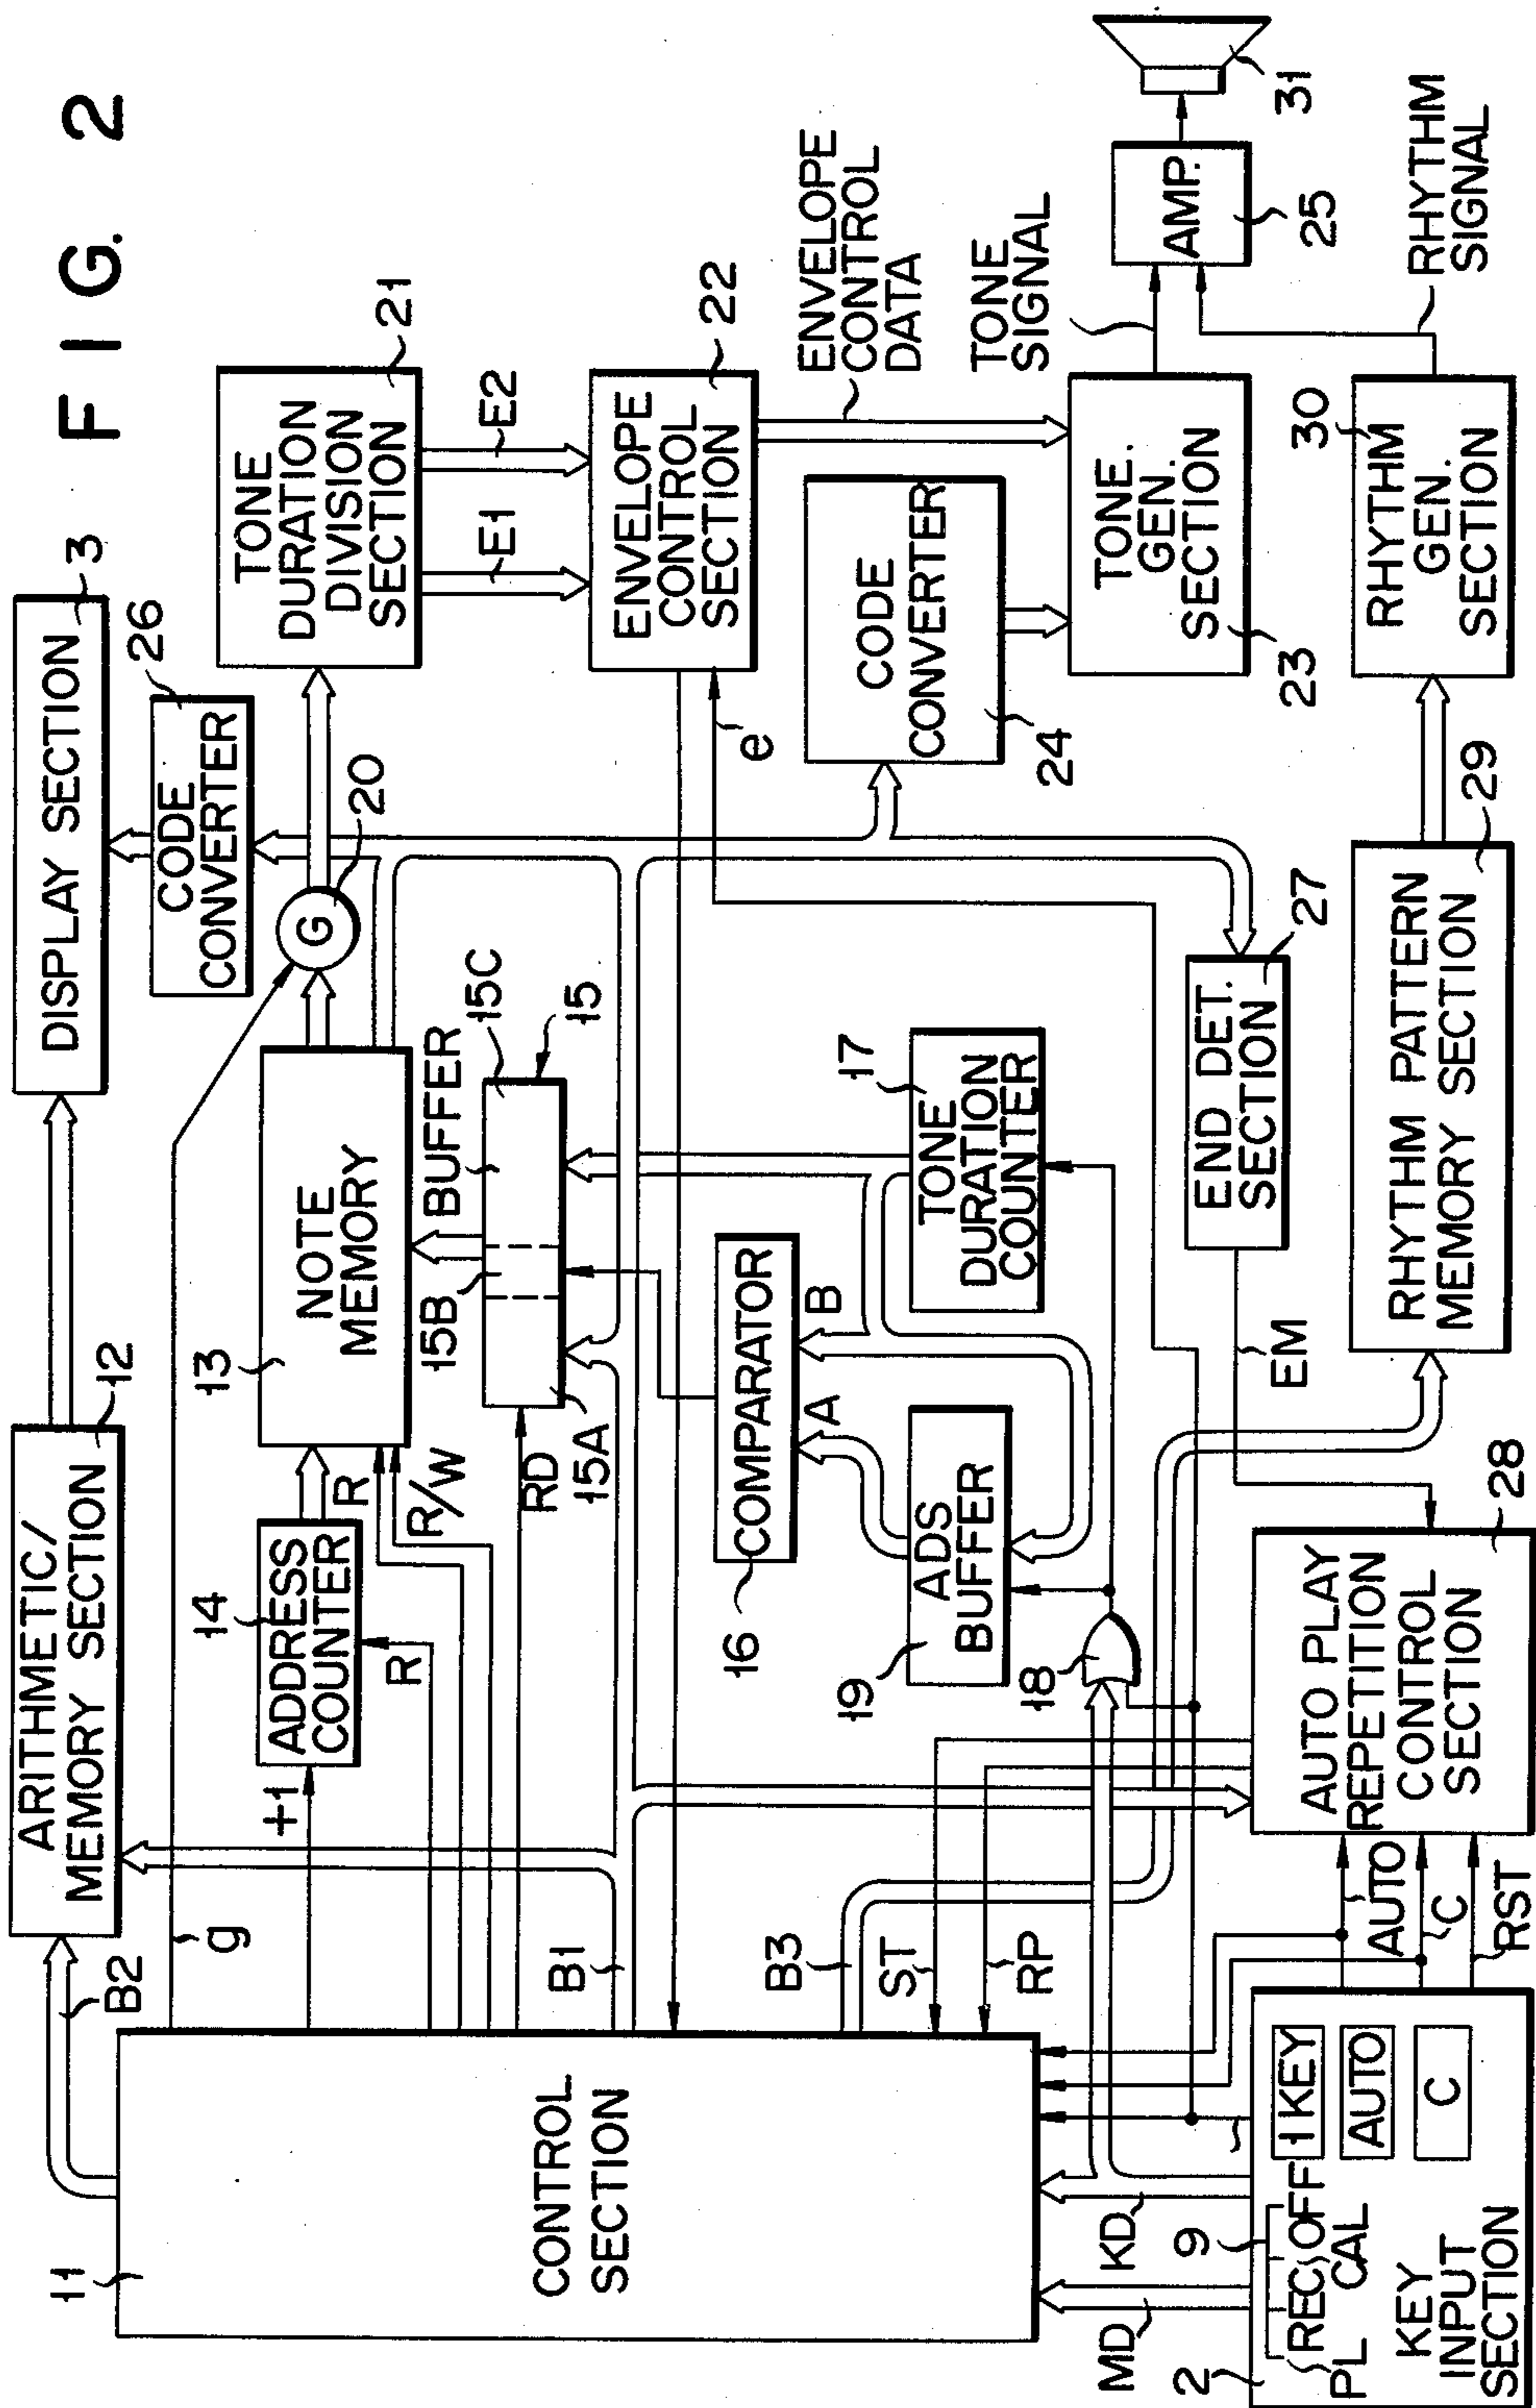 FIG. 2
ARITHMETIC/
MEMORY SECTION
12
DISPLAY SECTION
3
B2
g
CODE
CONVERTER
26
+1
14
ADDRESS
COUNTER
R
R
R/W
13
NOTE
MEMORY
G
20
TONE
DURATION
DIVISION
SECTION
21
E1
E2
RD
15A
15B
BUFFER
15C
15
ENVELOPE
CONTROL
SECTION
22
e
ENVELOPE
CONTROL
DATA
11
CONTROL
SECTION
B1
16
COMPARATOR
A
B
CODE
CONVERTER
24
19
ADS
BUFFER
17
TONE
DURATION
COUNTER
18
B3
ST
RP
TONE.
GEN.
SECTION
23
TONE
SIGNAL
AMP.
25
31
END DET.
SECTION
27
EM
MD
KD
2
9
REC OFF
PL CAL
1 KEY
AUTO
C
KEY
INPUT
SECTION
AUTO
C
RST
AUTO PLAY
REPETITION
CONTROL
SECTION
28
RHYTHM PATTERN
MEMORY SECTION
29
RHYTHM
GEN.
SECTION
30
RHYTHM
SIGNAL